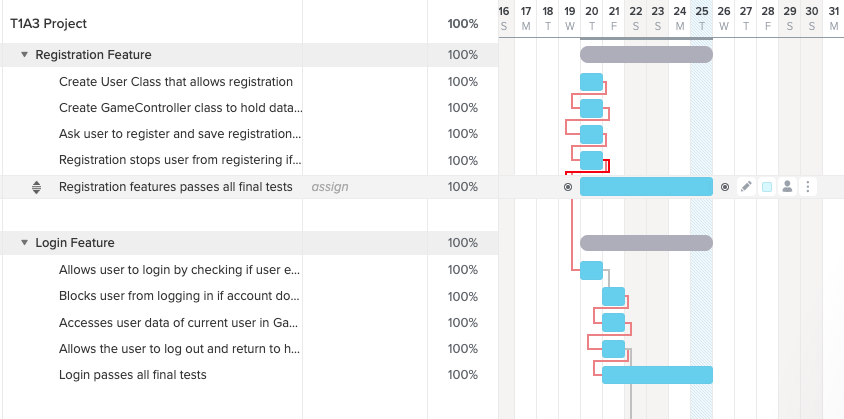 16 17 18 19 20 21 22 23 24 25 26 27 28 29 30 31
T1A3 Project 100%
S M T W T F S S M T W T F S S M
Registration Feature 100%
Create User Class that allows registration 100%
Create GameController class to hold data... 100%
Ask user to register and save registration... 100%
Registration stops user from registering if... 100%
Registration features passes all final tests assign 100%
Login Feature 100%
Allows user to login by checking if user e... 100%
Blocks user from logging in if account do... 100%
Accesses user data of current user in Ga... 100%
Allows the user to log out and return to h... 100%
Login passes all final tests 100%